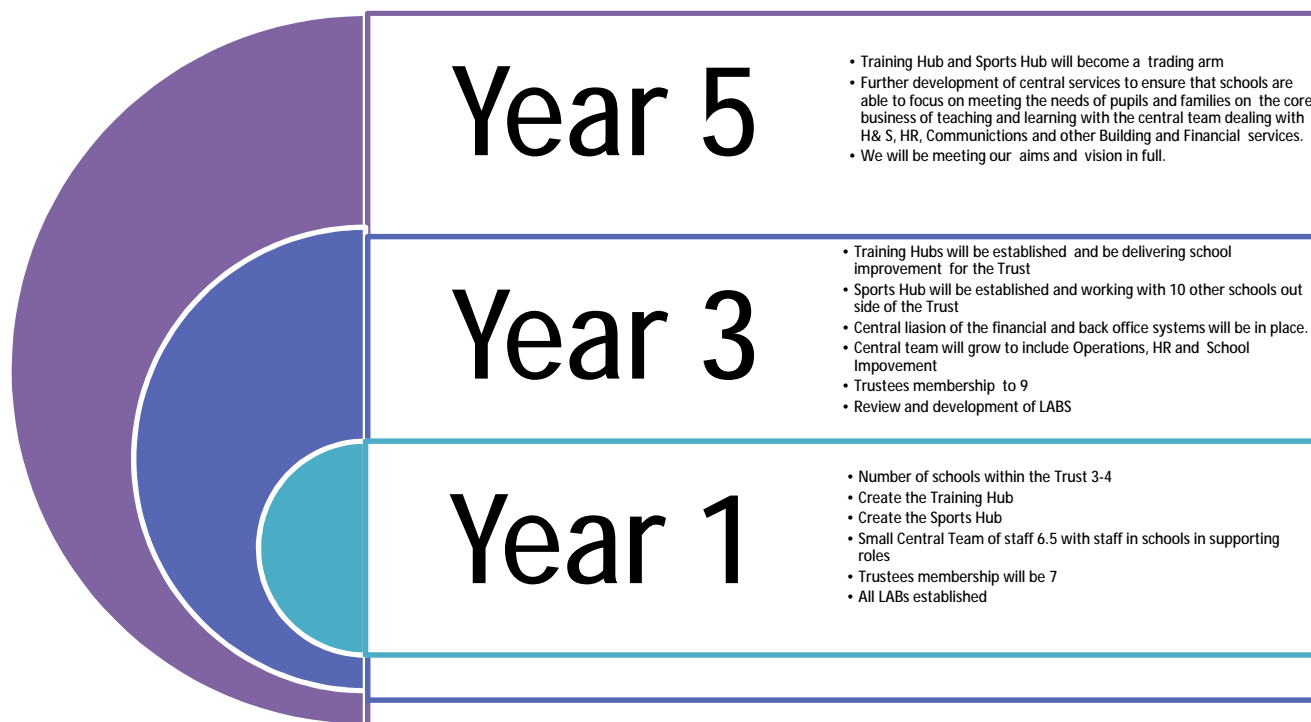 Year 5
• Training Hub and Sports Hub will become a trading arm
• Further development of central services to ensure that schools are
able to focus on meeting the needs of pupils and families on the core
business of teaching and learning with the central team dealing with
H& S, HR, Communictions and other Building and Financial services.
• We will be meeting our aims and vision in full.
Year 3
• Training Hubs will be established and be delivering school
improvement for the Trust
• Sports Hub will be established and working with 10 other schools out
side of the Trust
• Central liasion of the financial and back office systems will be in place.
• Central team will grow to include Operations, HR and School
Impovement
• Trustees membership to 9
• Review and development of LABS
Year 1
• Number of schools within the Trust 3-4
• Create the Training Hub
• Create the Sports Hub
• Small Central Team of staff 6.5 with staff in schools in supporting
roles
• Trustees membership will be 7
• All LABs established